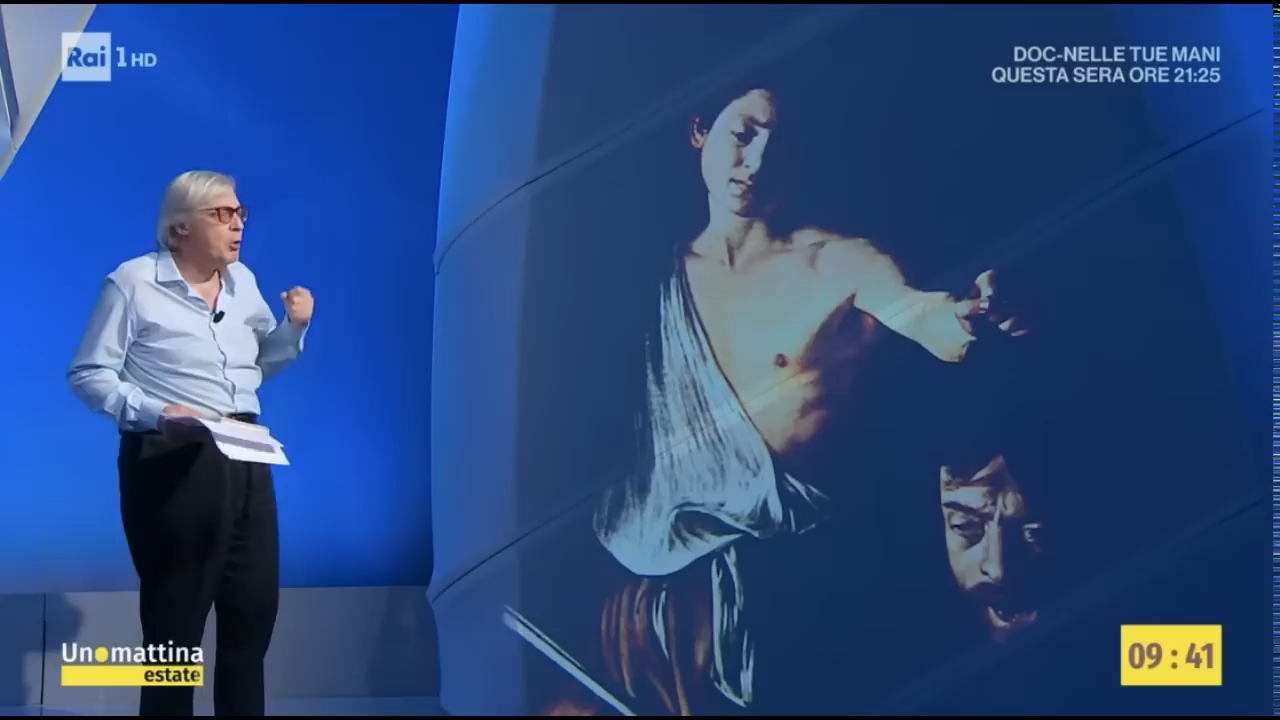 Rai 1 HD
DOC-NELLE TUE MANI
QUESTA SERA ORE 21:25
Unomattina
estate
09 : 41